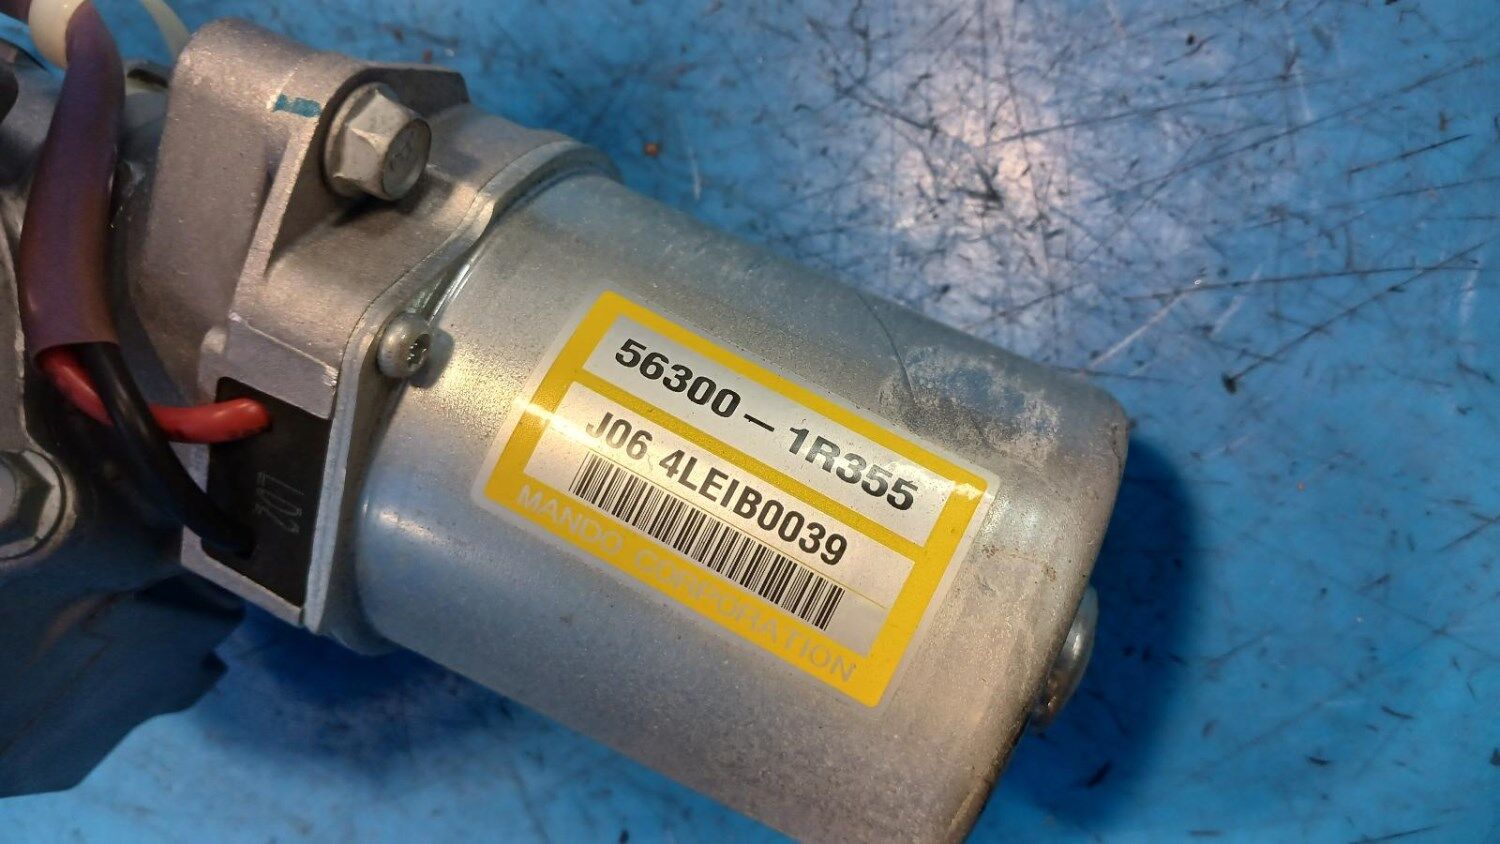 56300-1R355
J06 4LEIB0039
MANDO CORPORATION